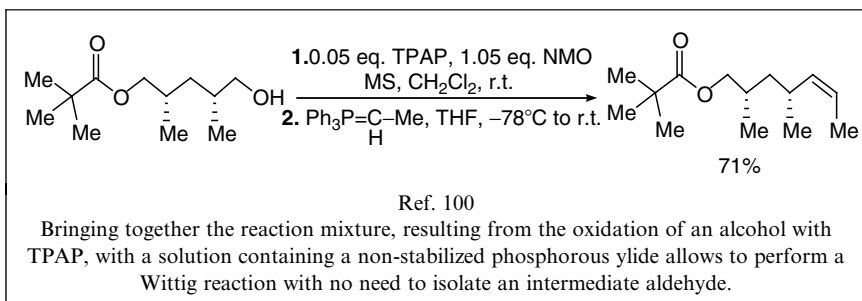 1.0.05 eq. TPAP, 1.05 eq. NMO
MS, CH2Cl2, r.t.
2. Ph3P=C–Me, THF, –78°C to r.t.
H
O
Me
Me
Me
O
Me
Me
OH
O
Me
Me
Me
O
Me
Me
Me
71%
Ref. 100
Bringing together the reaction mixture, resulting from the oxidation of an alcohol with
TPAP, with a solution containing a non-stabilized phosphorous ylide allows to perform a
Wittig reaction with no need to isolate an intermediate aldehyde.